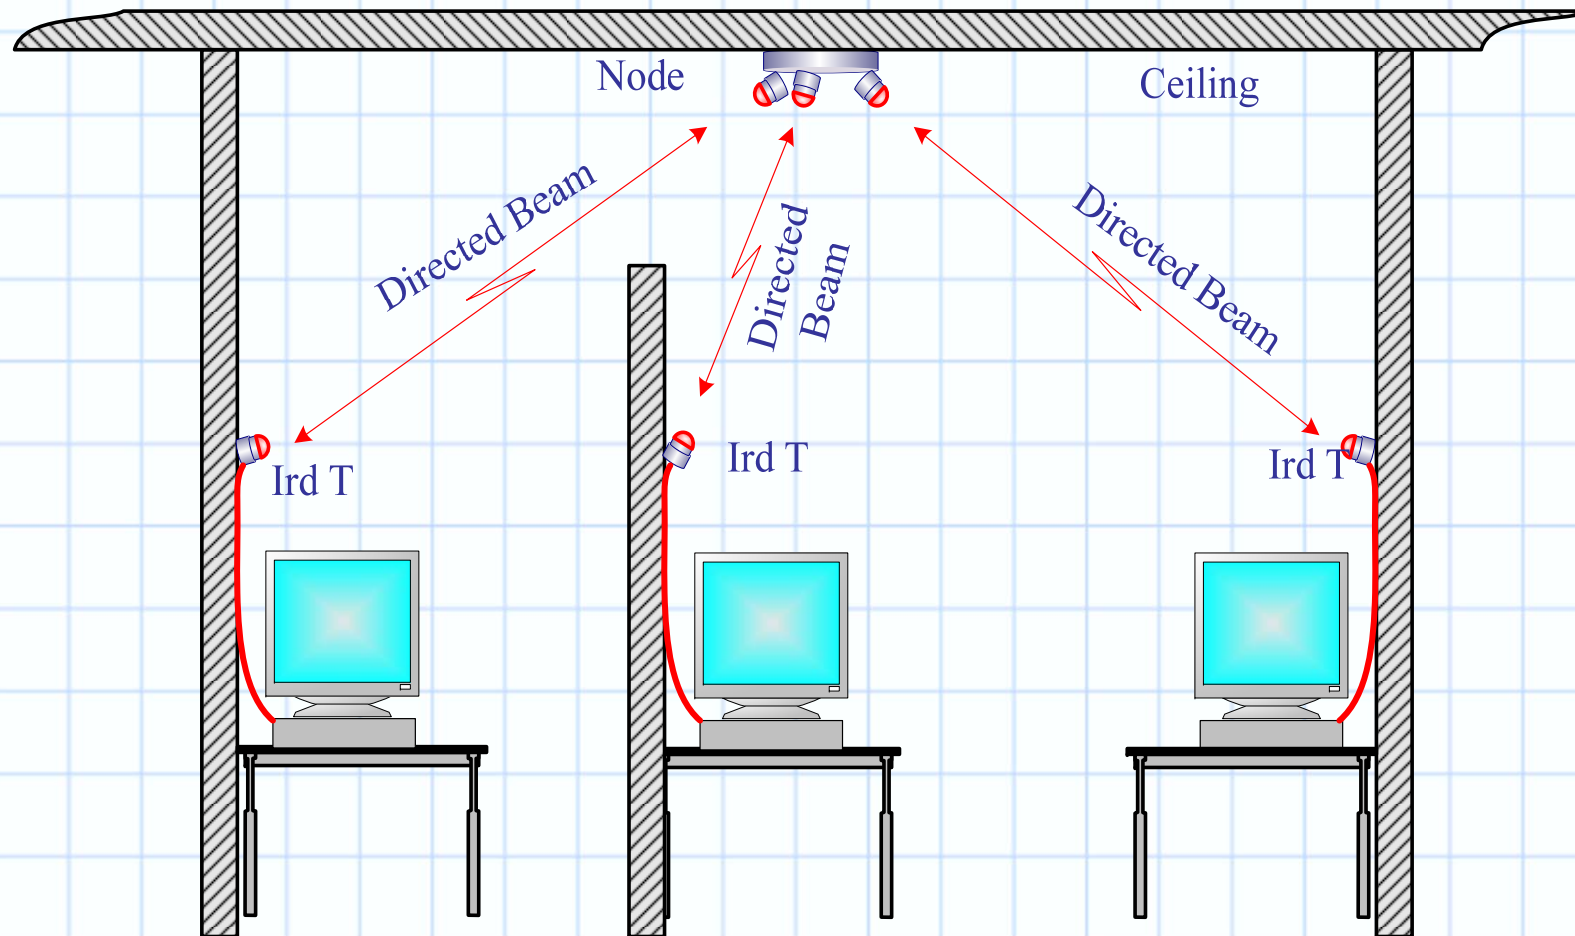 Node
Ceiling
Directed Beam
Directed
Beam
Directed Beam
Ird T
Ird T
Ird T